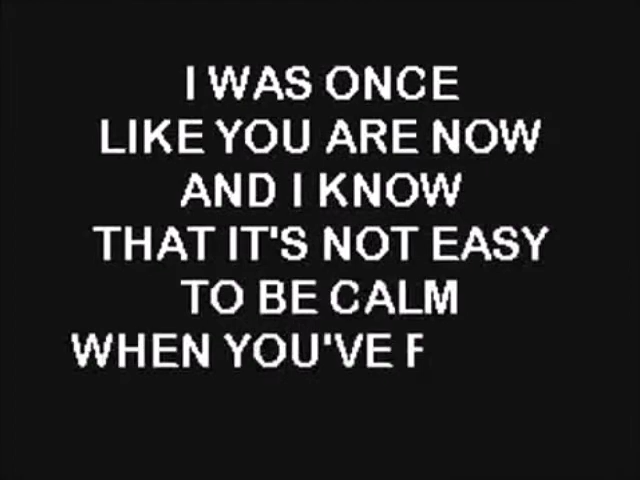 I WAS ONCE
LIKE YOU ARE NOW
AND I KNOW
THAT IT'S NOT EASY
TO BE CALM
WHEN YOU'VE F